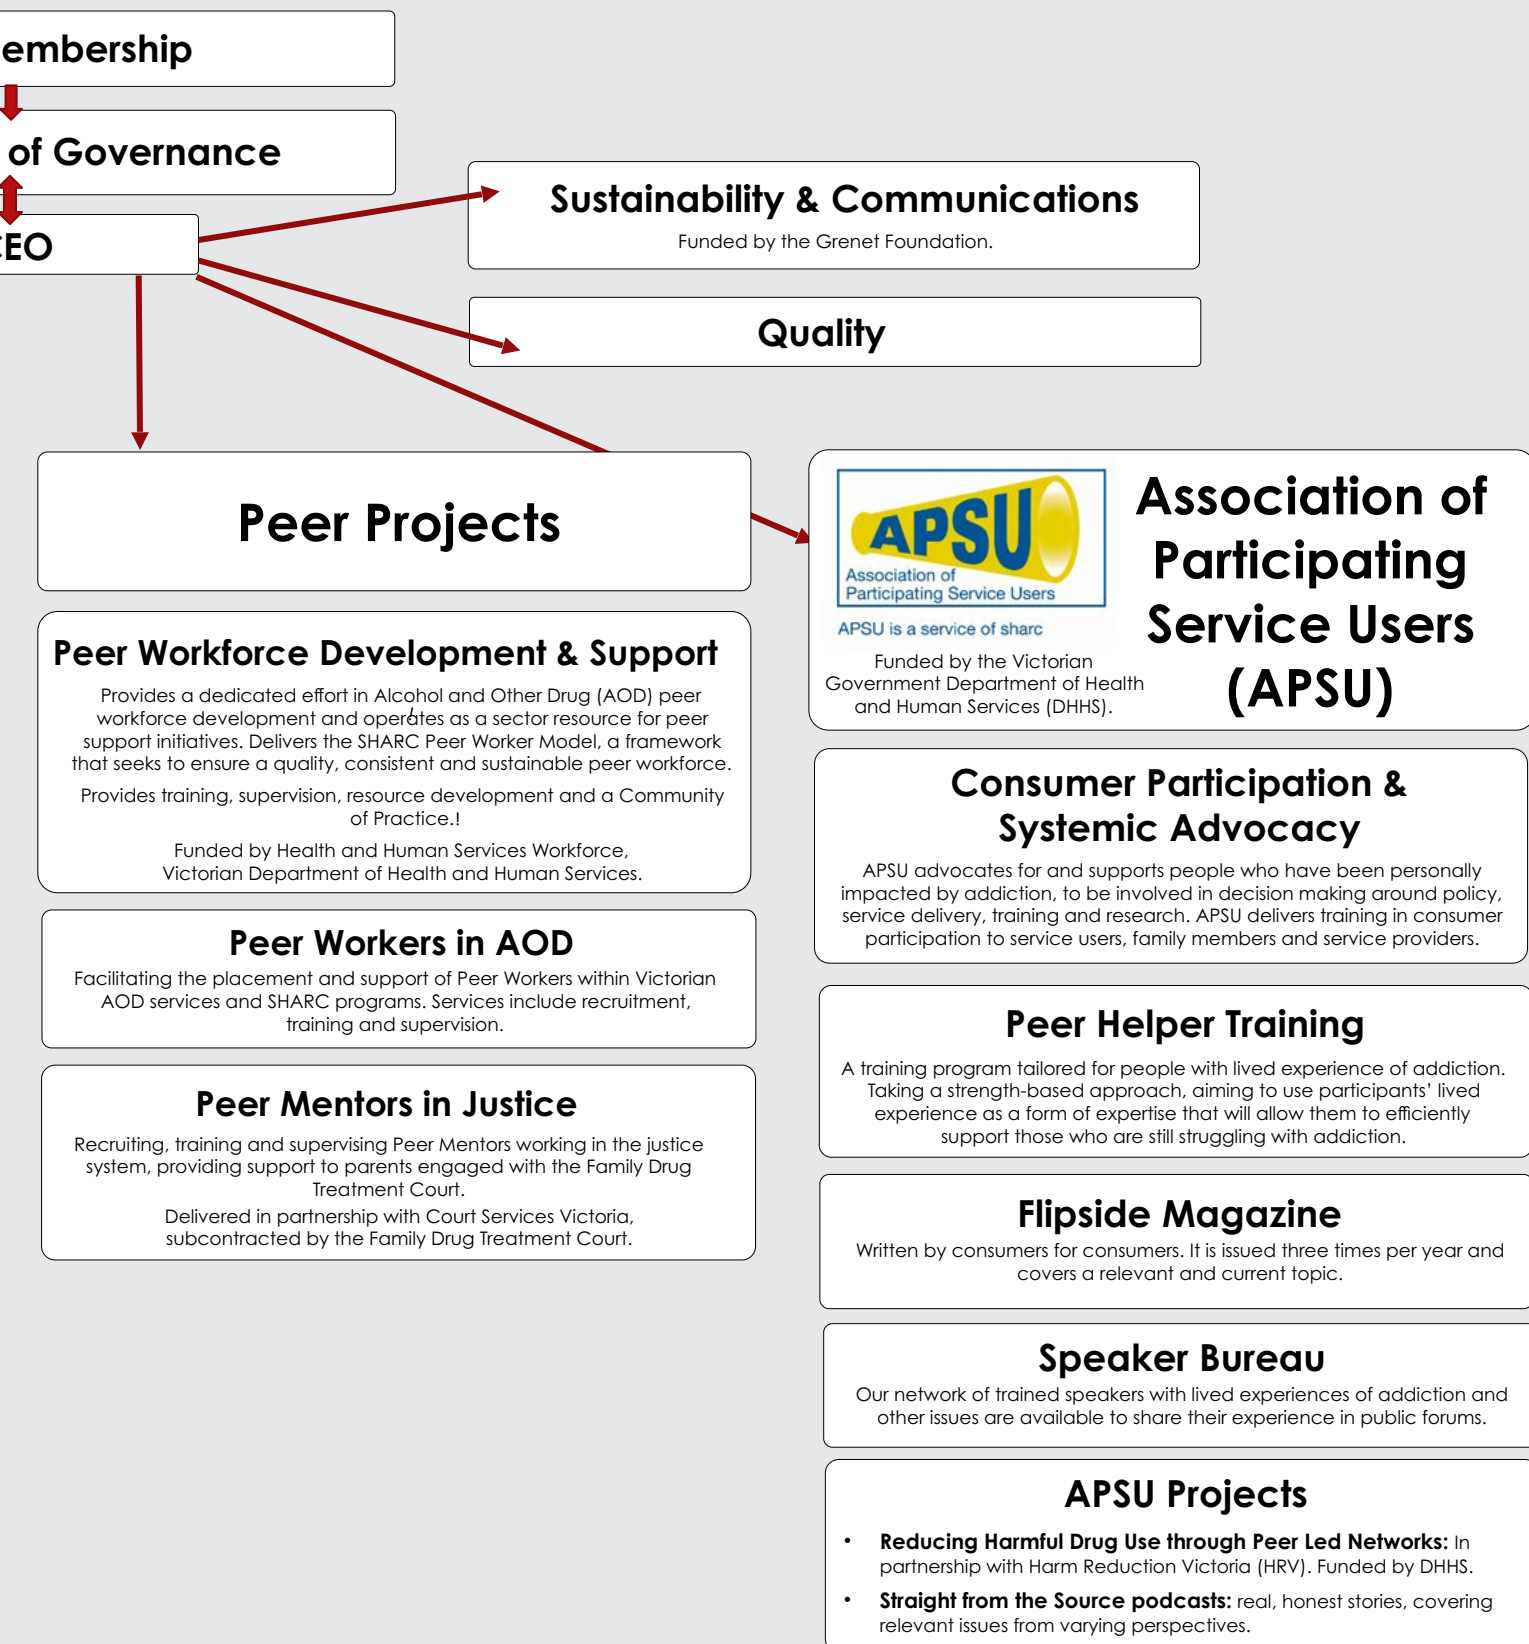 embership
of Governance
CEO
Sustainability & Communications
Funded by the Grenet Foundation.
Quality
Peer Projects
Peer Workforce Development & Support
Provides a dedicated effort in Alcohol and Other Drug (AOD) peer
workforce development and operates as a sector resource for peer
support initiatives. Delivers the SHARC Peer Worker Model, a framework
that seeks to ensure a quality, consistent and sustainable peer workforce.
Provides training, supervision, resource development and a Community
of Practice.!
Funded by Health and Human Services Workforce,
Victorian Department of Health and Human Services.
Peer Workers in AOD
Facilitating the placement and support of Peer Workers within Victorian
AOD services and SHARC programs. Services include recruitment,
training and supervision.
Peer Mentors in Justice
Recruiting, training and supervising Peer Mentors working in the justice
system, providing support to parents engaged with the Family Drug
Treatment Court.
Delivered in partnership with Court Services Victoria,
subcontracted by the Family Drug Treatment Court.
APSU
Association of
Participating Service Users
APSU is a service of sharc
Funded by the Victorian
Government Department of Health
and Human Services (DHHS).
Association of
Participating
Service Users
(APSU)
Consumer Participation &
Systemic Advocacy
APSU advocates for and supports people who have been personally
impacted by addiction, to be involved in decision making around policy,
service delivery, training and research. APSU delivers training in consumer
participation to service users, family members and service providers.
Peer Helper Training
A training program tailored for people with lived experience of addiction.
Taking a strength-based approach, aiming to use participants’ lived
experience as a form of expertise that will allow them to efficiently
support those who are still struggling with addiction.
Flipside Magazine
Written by consumers for consumers. It is issued three times per year and
covers a relevant and current topic.
Speaker Bureau
Our network of trained speakers with lived experiences of addiction and
other issues are available to share their experience in public forums.
APSU Projects
• Reducing Harmful Drug Use through Peer Led Networks: In
partnership with Harm Reduction Victoria (HRV). Funded by DHHS.
• Straight from the Source podcasts: real, honest stories, covering
relevant issues from varying perspectives.